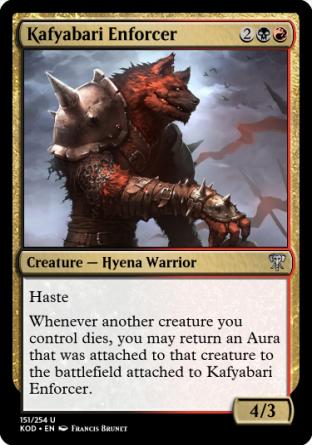 Kafyabari Enforcer 2
Creature — Hyena Warrior
Haste
Whenever another creature you
control dies, you may return an Aura
that was attached to that creature to
the battlefield attached to Kafyabari
Enforcer.
4/3
151/254 U
KOD • EN Francis Brunet